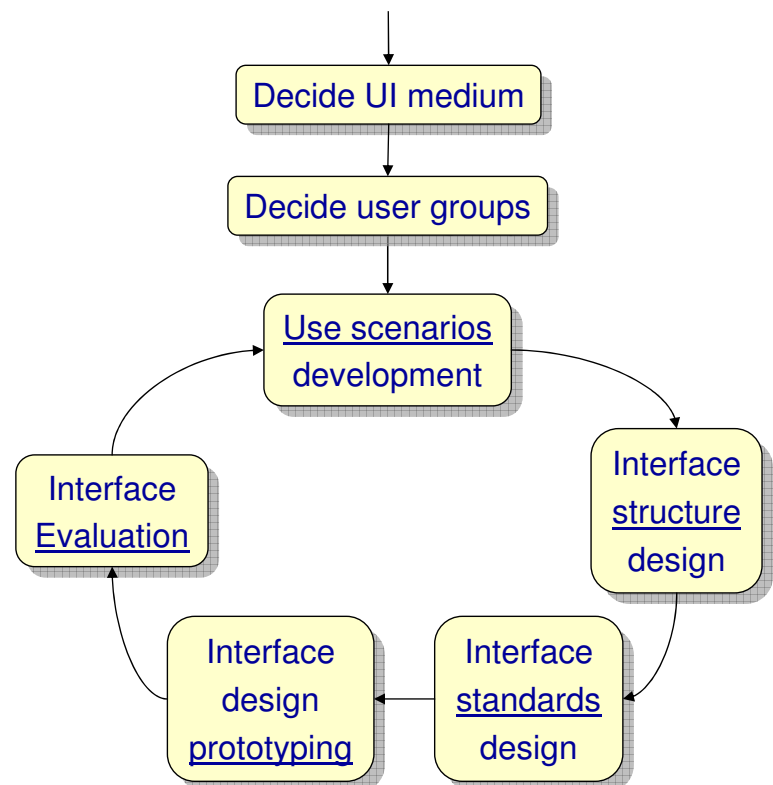 Decide UI medium
Decide user groups
Use scenarios
development
Interface
structure
design
Interface
standards
design
Interface
design
prototyping
Interface
Evaluation